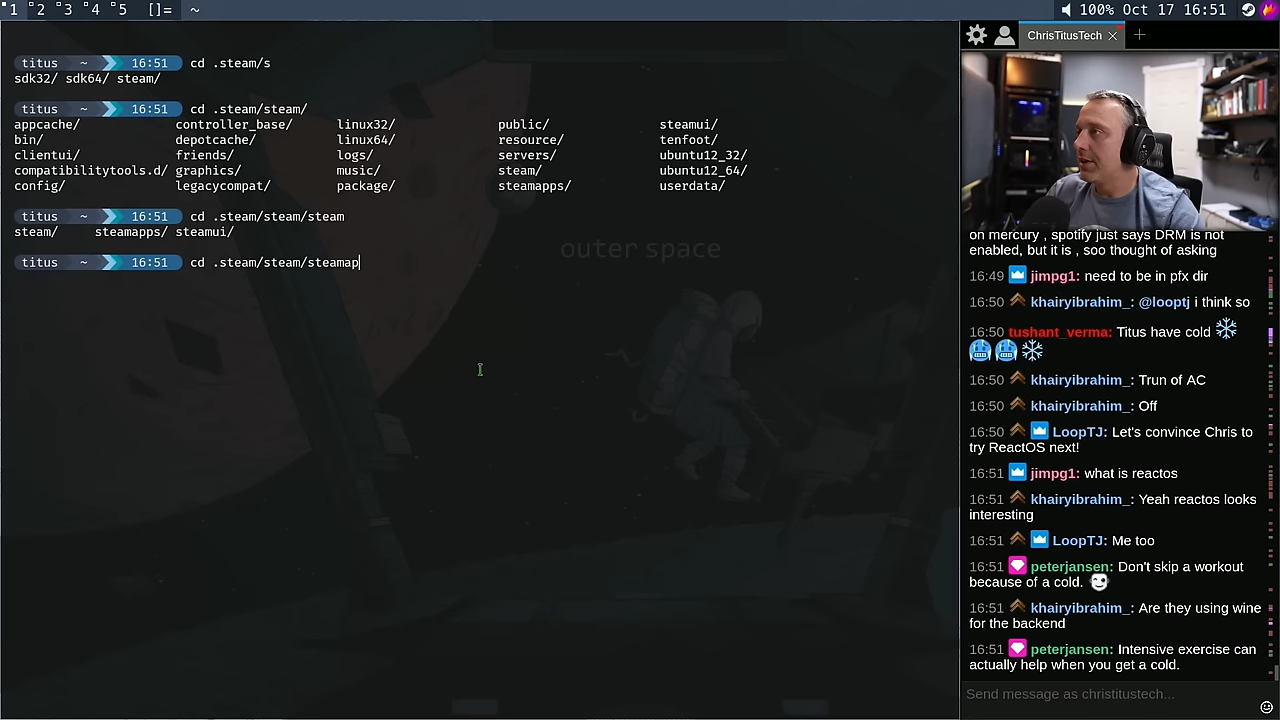 1 2 3 4 5 []= ~ 100% Oct 17 16:51
titus ~ 16:51 cd .steam/s
sdk32/ sdk64/ steam/
titus ~ 16:51 cd .steam/steam/
appcache/ controller_base/ linux32/ public/ steamui/
bin/ depotcache/ linux64/ resource/ tenfoot/
clientui/ friends/ logs/ servers/ ubuntu12_32/
compatibilitytools.d/ graphics/ music/ steam/ ubuntu12_64/
config/ legacycompat/ package/ steamapps/ userdata/
titus ~ 16:51 cd .steam/steam/steam
steam/ steamapps/ steamui/
titus ~ 16:51 cd .steam/steam/steamap
outer space
ChrisTitusTech
on mercury , spotify just says DRM is not
enabled, but it is , soo thought of asking
16:49 jimpg1: need to be in pfx dir
16:50 khairyibrahim_: @looptj i think so
16:50 tushant_verma: Titus have cold
16:50 khairyibrahim_: Trun of AC
16:50 khairyibrahim_: Off
16:50 LoopTJ: Let's convince Chris to
try ReactOS next!
16:51 jimpg1: what is reactos
16:51 khairyibrahim_: Yeah reactos looks
interesting
16:51 LoopTJ: Me too
16:51 peterjansen: Don't skip a workout
because of a cold.
16:51 khairyibrahim_: Are they using wine
for the backend
16:51 peterjansen: Intensive exercise can
actually help when you get a cold.
Send message as christitustech...